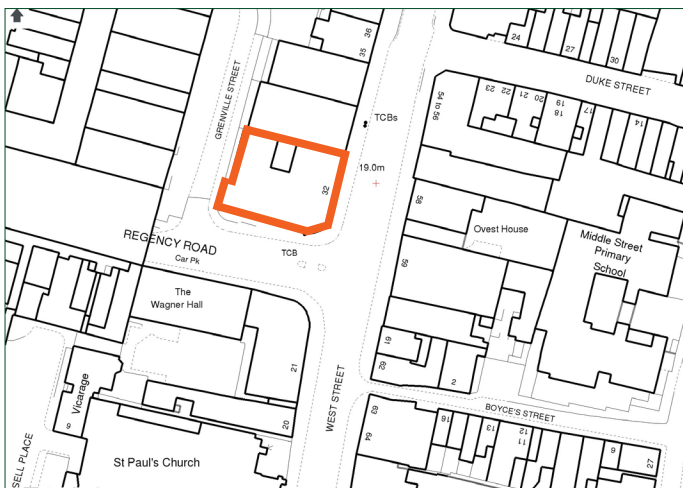 36
35
24
27
30
DUKE STREET
GRENVILLE STREET
TCBs
54 to 56
23
22
21
20
19
18
17
14
19.0m
32
58
Ovest House
Middle Street
Primary
School
REGENCY ROAD
Car Pk
TCB
59
The
Wagner Hall
21
WEST STREET
61
62
2
BOYCE'S STREET
Vicarage
6
20
63
64
16
13
12
11
9
27
St Paul's Church
SELL PLACE